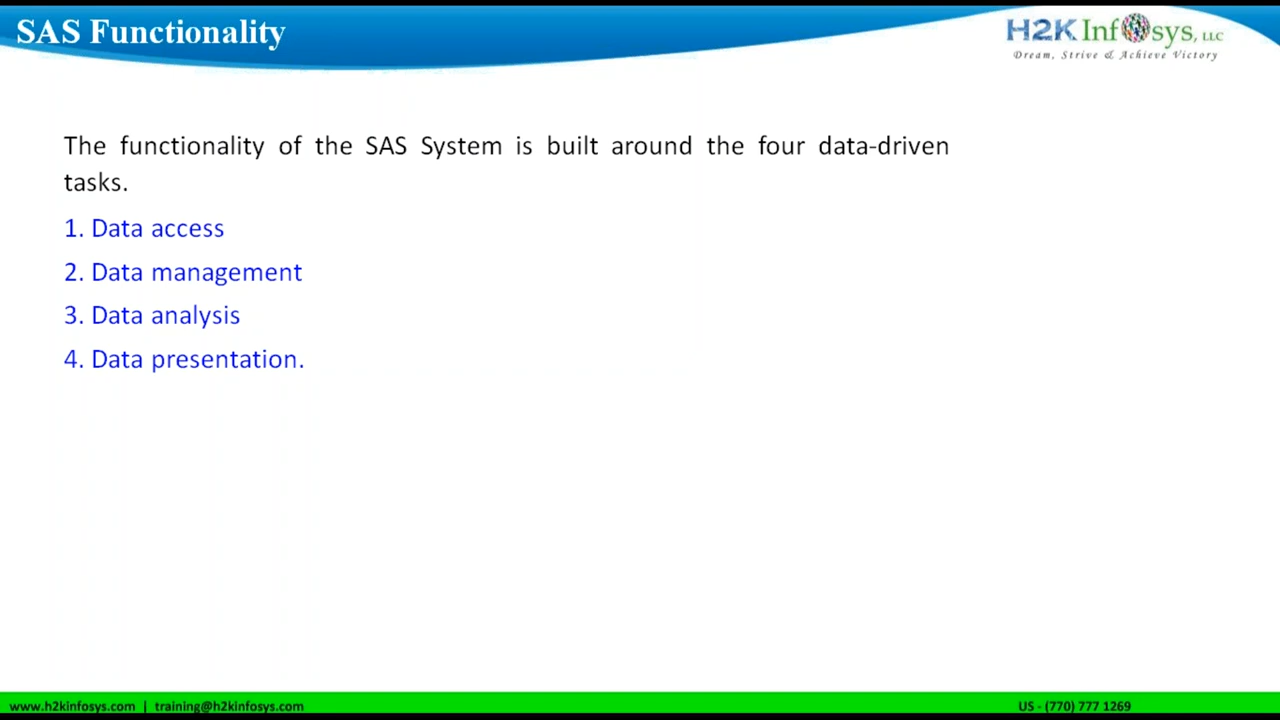 SAS Functionality
H2K Infosys, LLC
Dream, Strive & Achieve Victory
The functionality of the SAS System is built around the four data-driven
tasks.
1. Data access
2. Data management
3. Data analysis
4. Data presentation.
www.h2kinfosys.com | training@h2kinfosys.com
US - (770) 777 1269